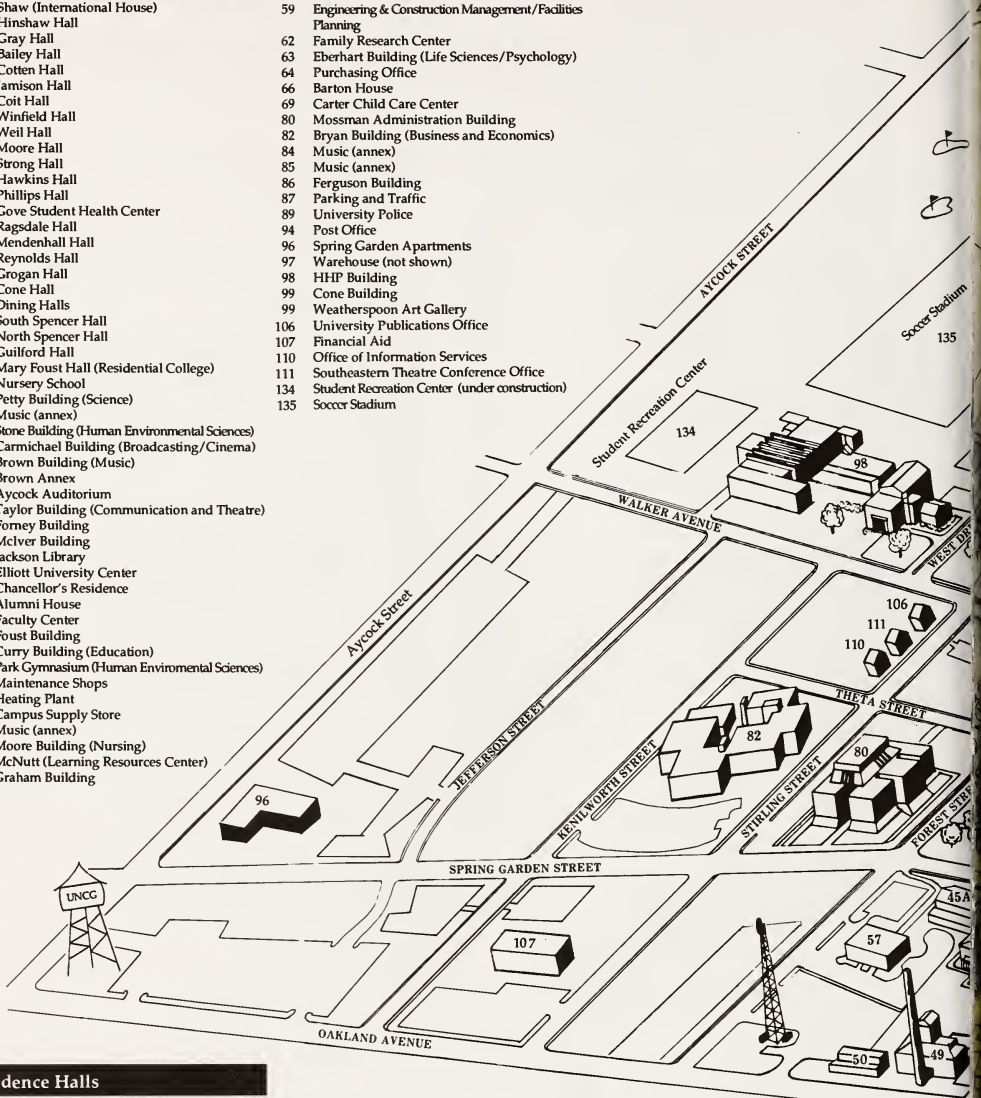 Shaw (International House)
Hinshaw Hall
Gray Hall
Bailey Hall
Cotten Hall
Jamison Hall
Coit Hall
Winfield Hall
Weil Hall
Moore Hall
Strong Hall
Hawkins Hall
Phillips Hall
Gove Student Health Center
Ragsdale Hall
Mendenhall Hall
Reynolds Hall
Grogan Hall
Cone Hall
Dining Halls
South Spencer Hall
North Spencer Hall
Guilford Hall
Mary Foust Hall (Residential College)
Nursery School
Petty Building (Science)
Music (annex)
Stone Building (Human Environmental Sciences)
Carmichael Building (Broadcasting/Cinema)
Brown Building (Music)
Brown Annex
Aycock Auditorium
Taylor Building (Communication and Theatre)
Forney Building
McIver Building
Jackson Library
Elliott University Center
Chancellor's Residence
Alumni House
Faculty Center
Foust Building
Curry Building (Education)
Park Gymnasium (Human Enviromental Sciences)
Maintenance Shops
Heating Plant
Campus Supply Store
Music (annex)
Moore Building (Nursing)
McNutt (Learning Resources Center)
Graham Building
59 Engineering & Construction Management/Facilities
Planning
62 Family Research Center
63 Eberhart Building (Life Sciences/Psychology)
64 Purchasing Office
66 Barton House
69 Carter Child Care Center
80 Mossman Administration Building
82 Bryan Building (Business and Economics)
84 Music (annex)
85 Music (annex)
86 Ferguson Building
87 Parking and Traffic
89 University Police
94 Post Office
96 Spring Garden Apartments
97 Warehouse (not shown)
98 HHP Building
99 Cone Building
99 Weatherspoon Art Gallery
106 University Publications Office
107 Financial Aid
110 Office of Information Services
111 Southeastern Theatre Conference Office
134 Student Recreation Center (under construction)
135 Soccer Stadium
AYCOCK STREET
Soccer Stadium
135
Student Recreation Center
134
98
WALKER AVENUE
WEST DR
106
111
110
Aycock Street
THETA STREET
JEFFERSON STREET
82
80
KENILWORTH STREET
STIRLING STREET
FOREST STRE
96
SPRING GARDEN STREET
UNCG
45A
107
57
OAKLAND AVENUE
50
49
dence Halls